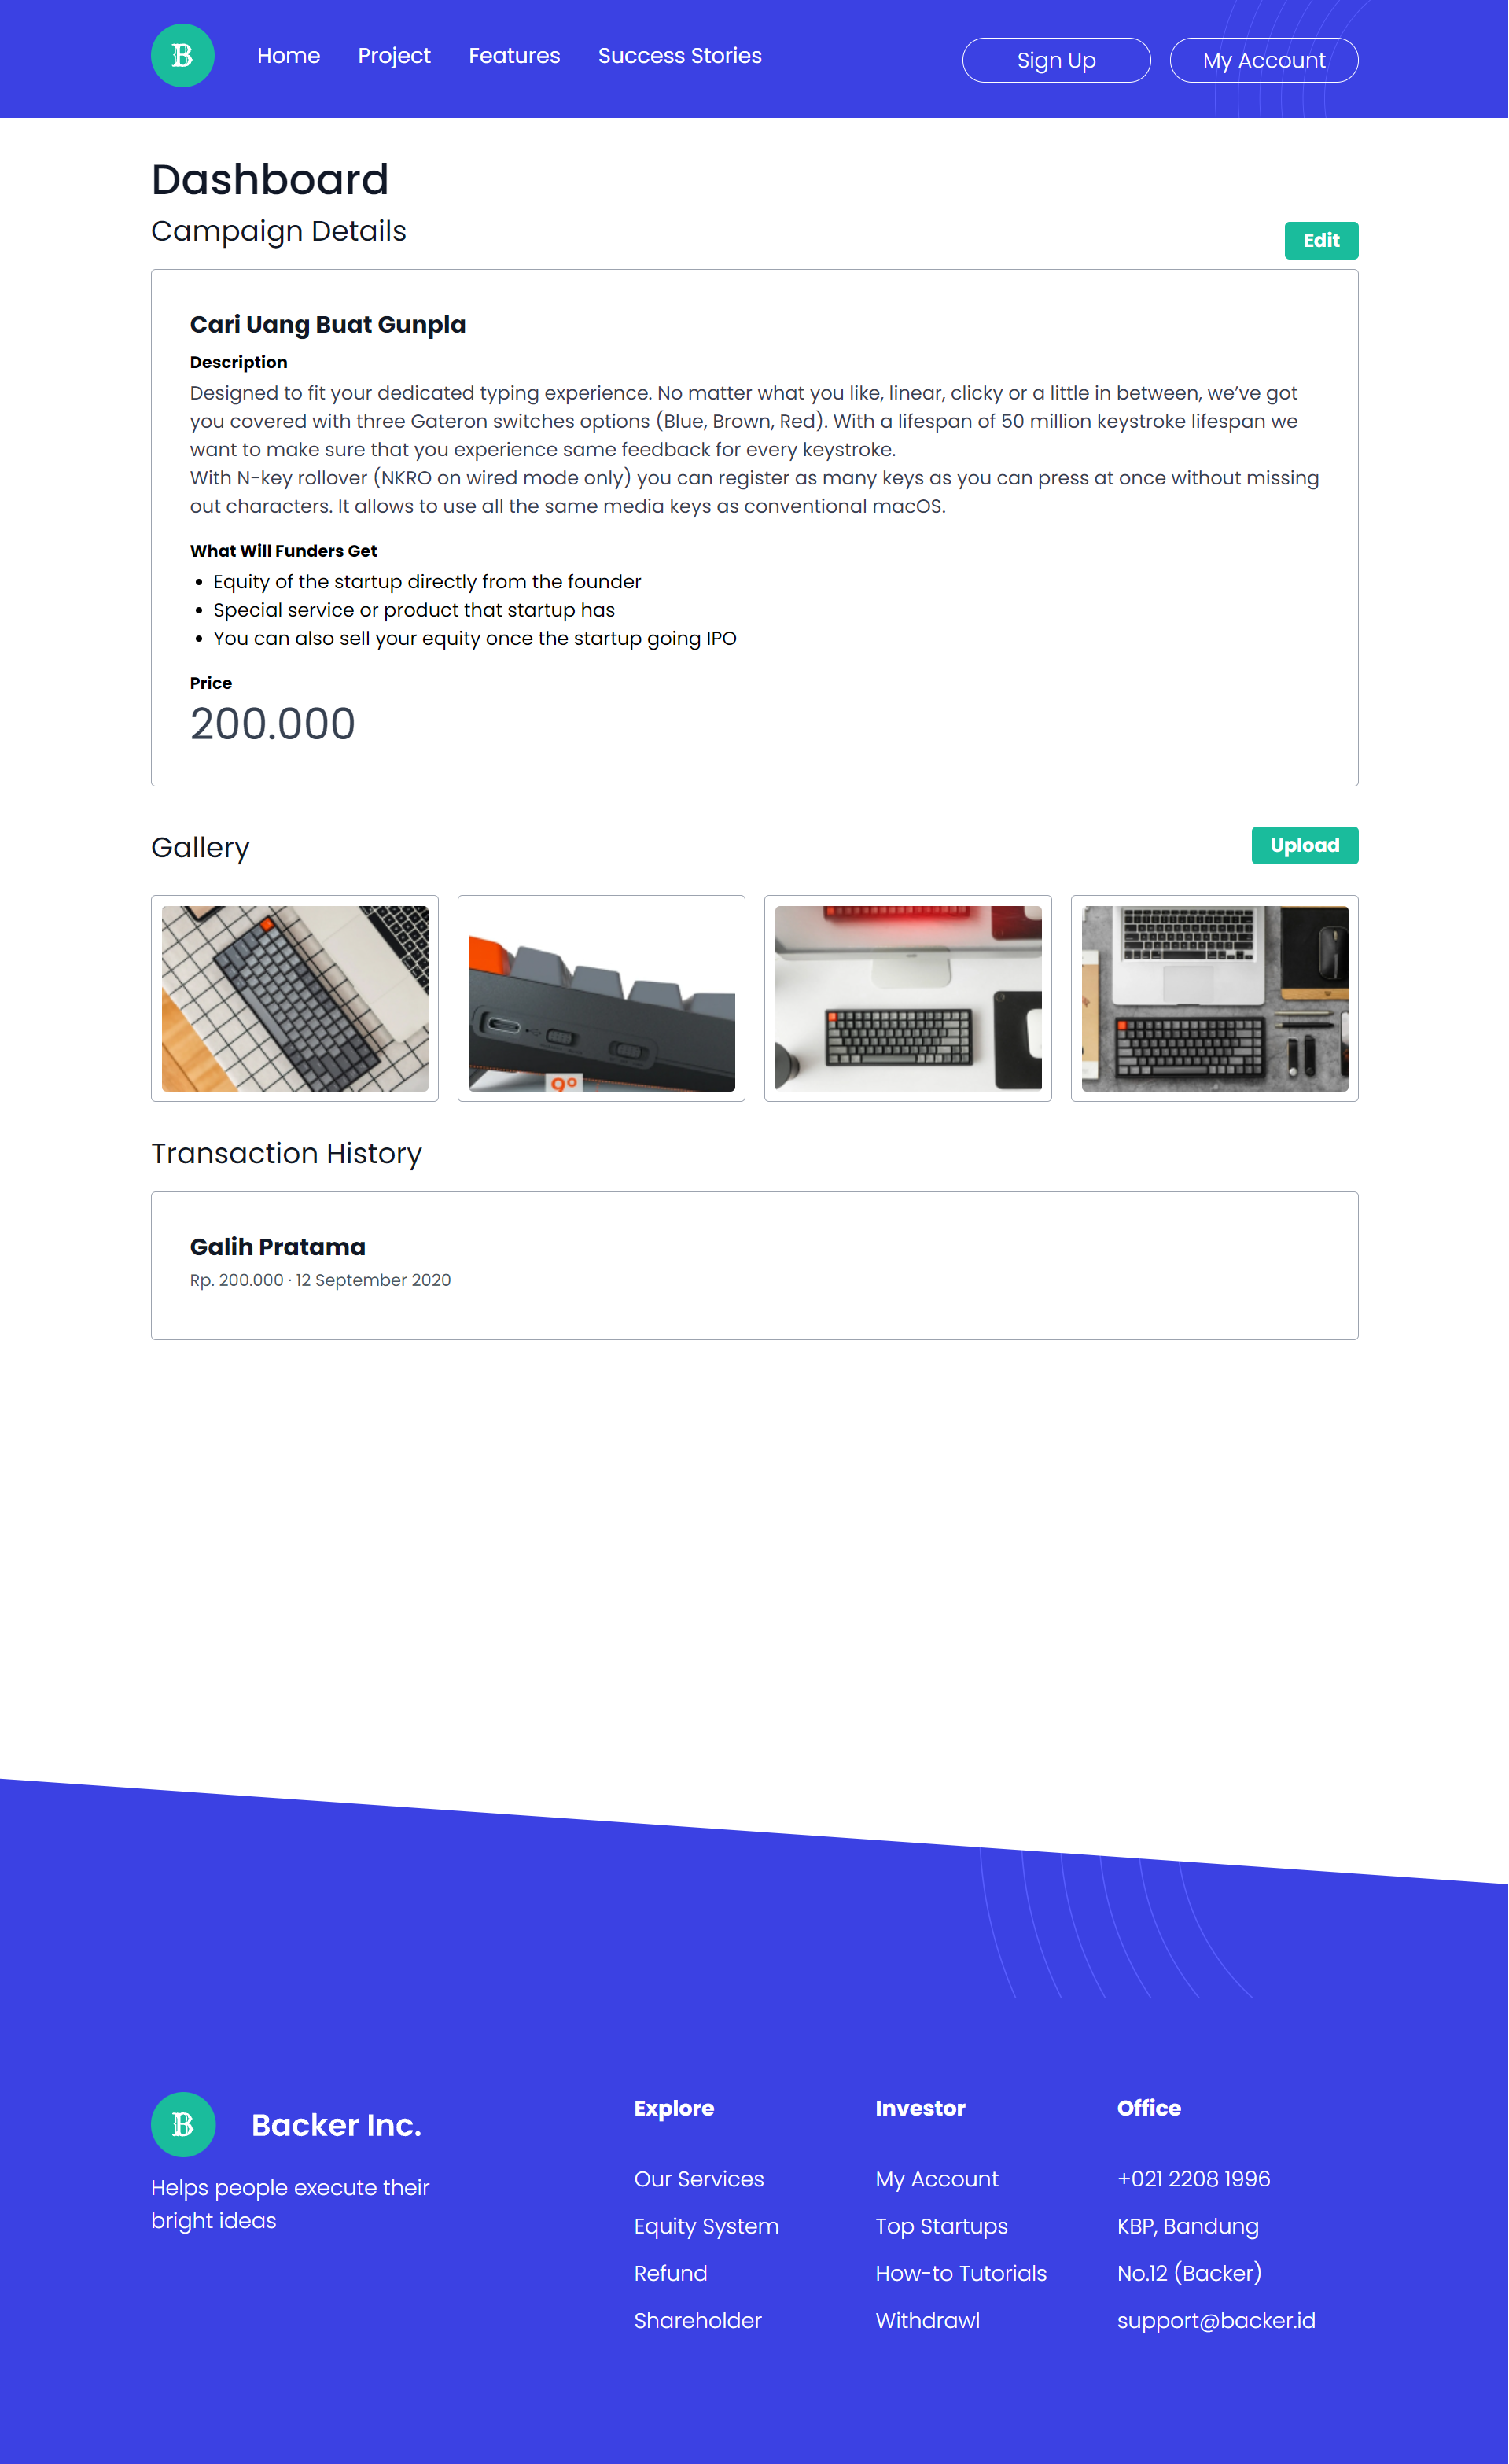 B
Home Project Features Success Stories Sign Up My Account
Dashboard
Campaign Details
Edit
Cari Uang Buat Gunpla
Description
Designed to fit your dedicated typing experience. No matter what you like, linear, clicky or a little in between, we’ve got
you covered with three Gateron switches options (Blue, Brown, Red). With a lifespan of 50 million keystroke lifespan we
want to make sure that you experience same feedback for every keystroke.
With N-key rollover (NKRO on wired mode only) you can register as many keys as you can press at once without missing
out characters. It allows to use all the same media keys as conventional macOS.
What Will Funders Get
• Equity of the startup directly from the founder
• Special service or product that startup has
• You can also sell your equity once the startup going IPO
Price
200.000
Gallery
Upload
9°
Transaction History
Galih Pratama
Rp. 200.000 · 12 September 2020
B
Backer Inc.
Helps people execute their
bright ideas
Explore
Our Services
Equity System
Refund
Shareholder
Investor
My Account
Top Startups
How-to Tutorials
Withdrawl
Office
+021 2208 1996
KBP, Bandung
No.12 (Backer)
support@backer.id